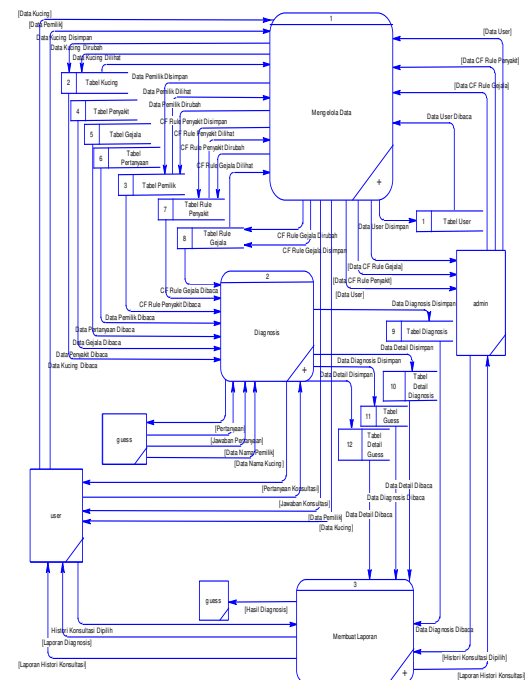 [Data Kucing]
[Data Pemilik]
Data Kucing Disimpan
Data Kucing Dirubah
Data Kucing Dilihat
2 Tabel Kucing
4 Tabel Penyakit
5 Tabel Gejala
6 Tabel
Pertanyaan
3 Tabel Pemilik
7 Tabel Rule
Penyakit
8 Tabel Rule
Gejala
Data Pemilik DIsimpan
Data Pemilik Dilihat
Data Pemilik Dirubah
CF Rule Penyakit Disimpan
CF Rule Penyakit Dilihat
CF Rule Penyakit Dirubah
CF Rule Gejala Dilihat
1
Mengelola Data
+
[Data User]
[Data CF Rule Penyakit]
[Data CF Rule Gejala]
Data User Dibaca
1 Tabel User
Data User Disimpan
CF Rule Gejala Dirubah
CF Rule Gejala Disimpan
[Data CF Rule Gejala]
[Data CF Rule Penyakit]
[Data User]
admin
CF Rule Gejala Dibaca
CF Rule Penyakit Dibaca
Data Pemilik Dibaca
Data Pertanyaan Dibaca
Data Gejala Dibaca
Data Penyakit Dibaca
Data Kucing Dibaca
2
Diagnosis
+
Data Diagnosis Disimpan
9 Tabel Diagnosis
Data Detail Disimpan
10 Tabel
Detail
Diagnosis
Data Diagnosis Disimpan
11 Tabel
Guess
Data Detail Disimpan
12 Tabel
Detail
Guess
guess
[Pertanyaan]
[Jawaban Pertanyaan]
[Data Nama Pemilik]
[Data Nama Kucing]
user
[Pertanyaan Konsultasi]
[Jawaban Konsultasi]
[Data Pemilik]
[Data Kucing]
Data Detail Dibaca
Data Diagnosis Dibaca
Data Detail Dibaca
3
Membuat Laporan
+
guess
[Hasil Diagnosis]
Histori Konsultasi Dipilih
[Laporan Diagnosis]
[Laporan Histori Konsultasi]
Data Diagnosis Dibaca
[Histori Konsultasi Dipilih]
[Laporan Histori Konsultasi]